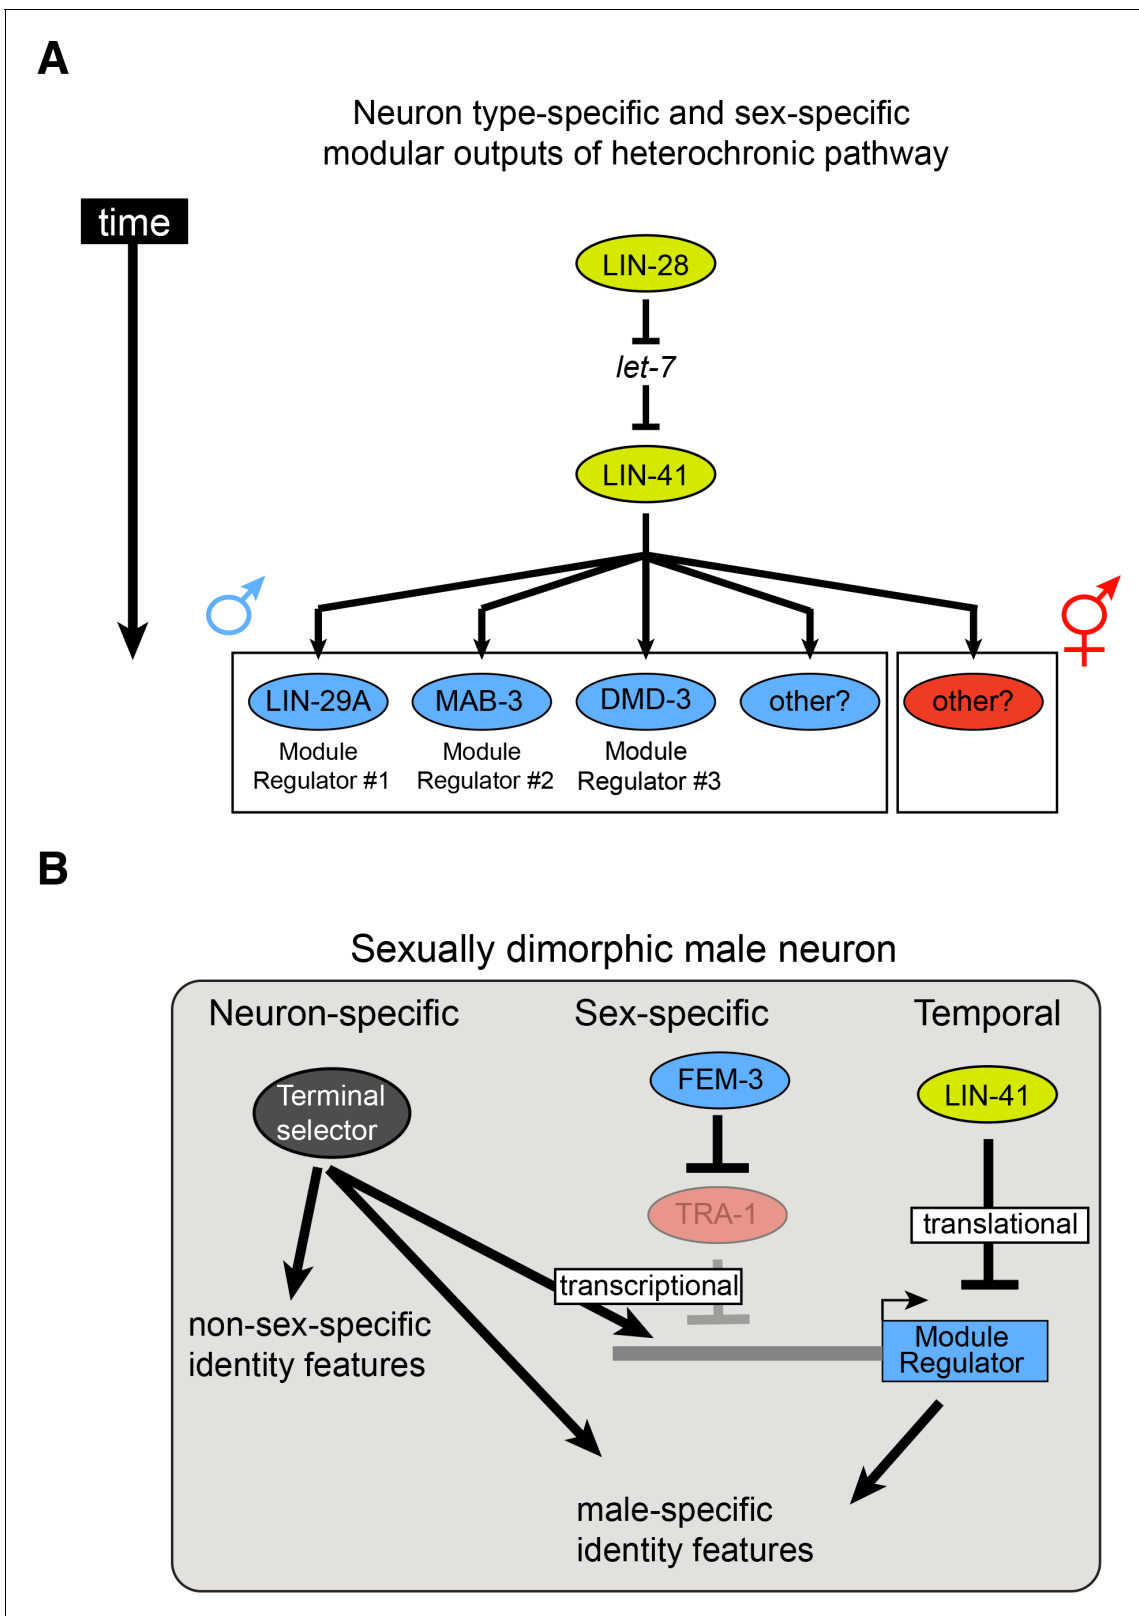 A
Neuron type-specific and sex-specific
modular outputs of heterochronic pathway
time
LIN-28
let-7
LIN-41
LIN-29A
MAB-3
DMD-3
other?
other?
Module
Regulator #1
Module
Regulator #2
Module
Regulator #3
B
Sexually dimorphic male neuron
Neuron-specific
Sex-specific
Temporal
Terminal
selector
FEM-3
LIN-41
TRA-1
translational
transcriptional
non-sex-specific
identity features
Module
Regulator
male-specific
identity features